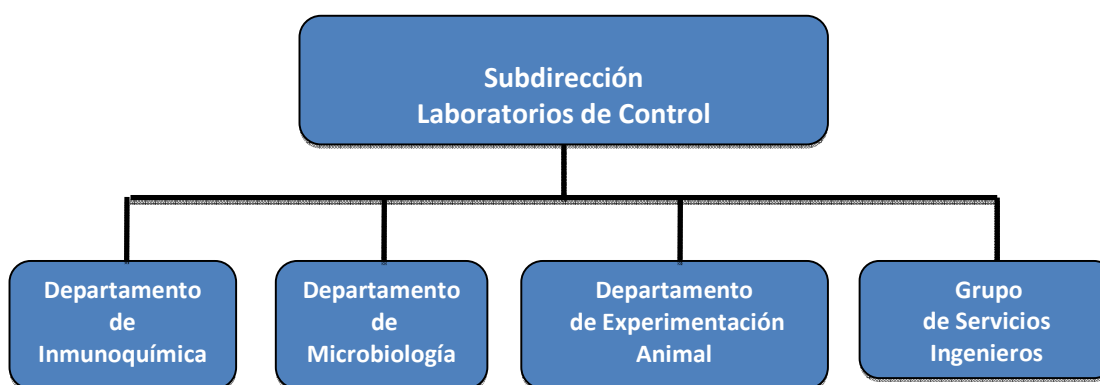 Subdirección
Laboratorios de Control
Departamento
de
Inmunoquímica
Departamento
de
Microbiología
Departamento
de Experimentación
Animal
Grupo
de Servicios
Ingenieros